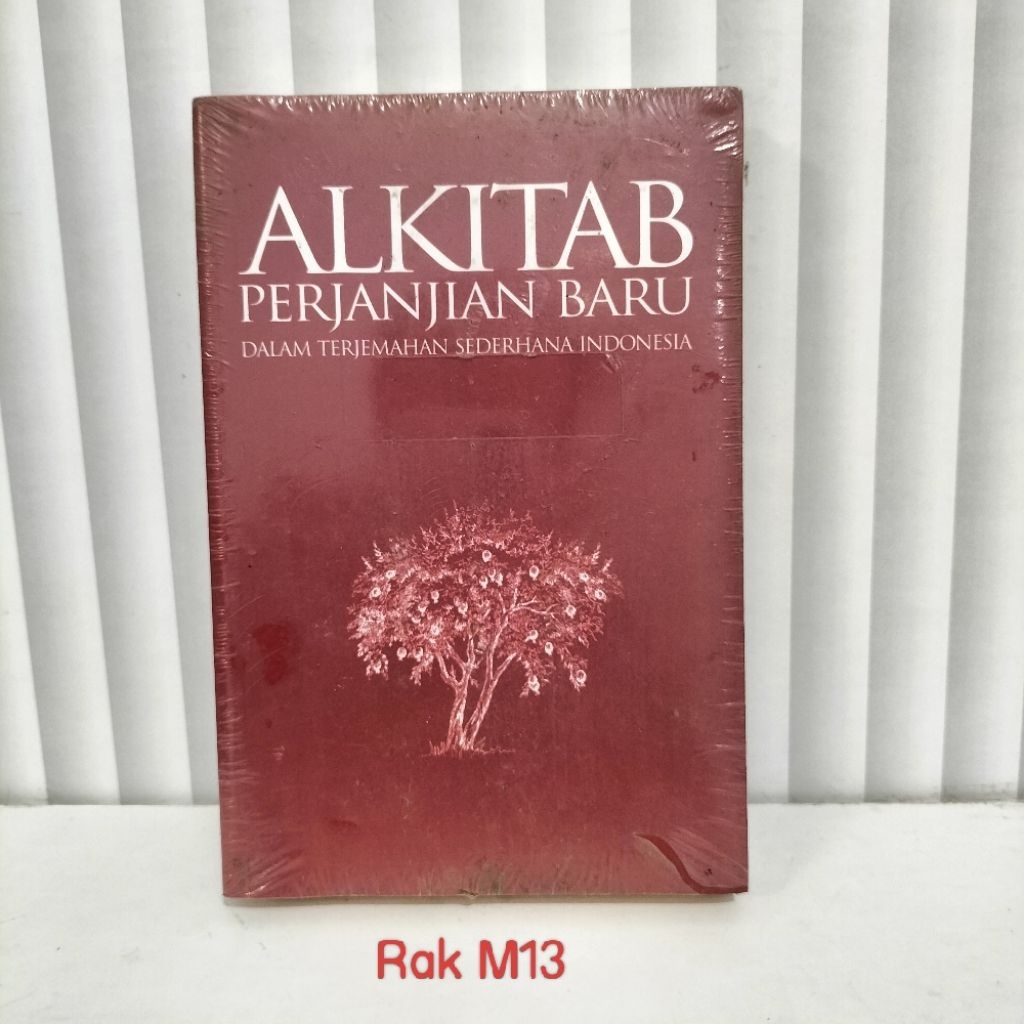 ALKITAB
PERJANJIAN BARU
DALAM TERJEMAHAN SEDERHANA INDONESIA
Rak M13